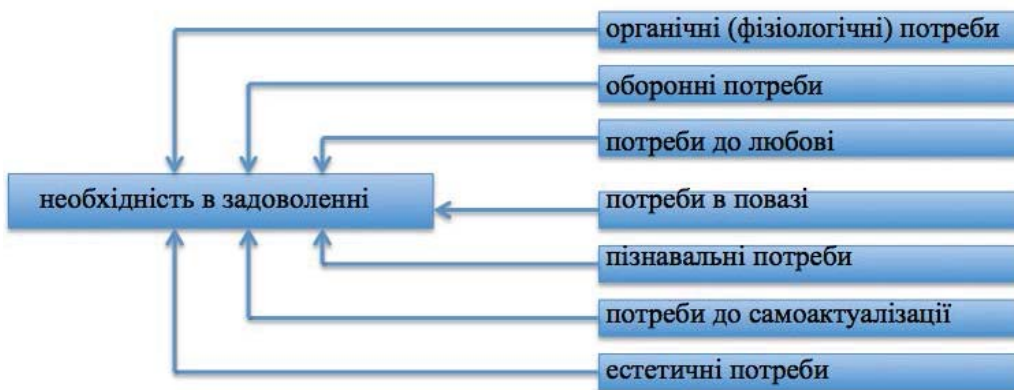 органічні (фізіологічні) потреби
оборонні потреби
потреби до любові
необхідність в задоволенні
потреби в повазі
пізнавальні потреби
потреби до самоактуалізації
естетичні потреби